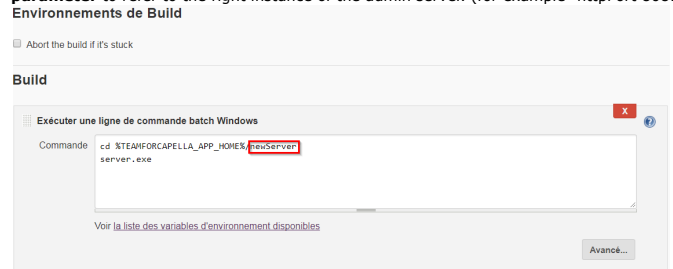 Environnements de Build
Abort the build if it's stuck
Build
X
Exécuter une ligne de commande batch Windows
Commande
cd %TEAMFORCAPELLA_APP_HOME%/newServer
server.exe
Voir la liste des variables d'environnement disponibles
Avancé...